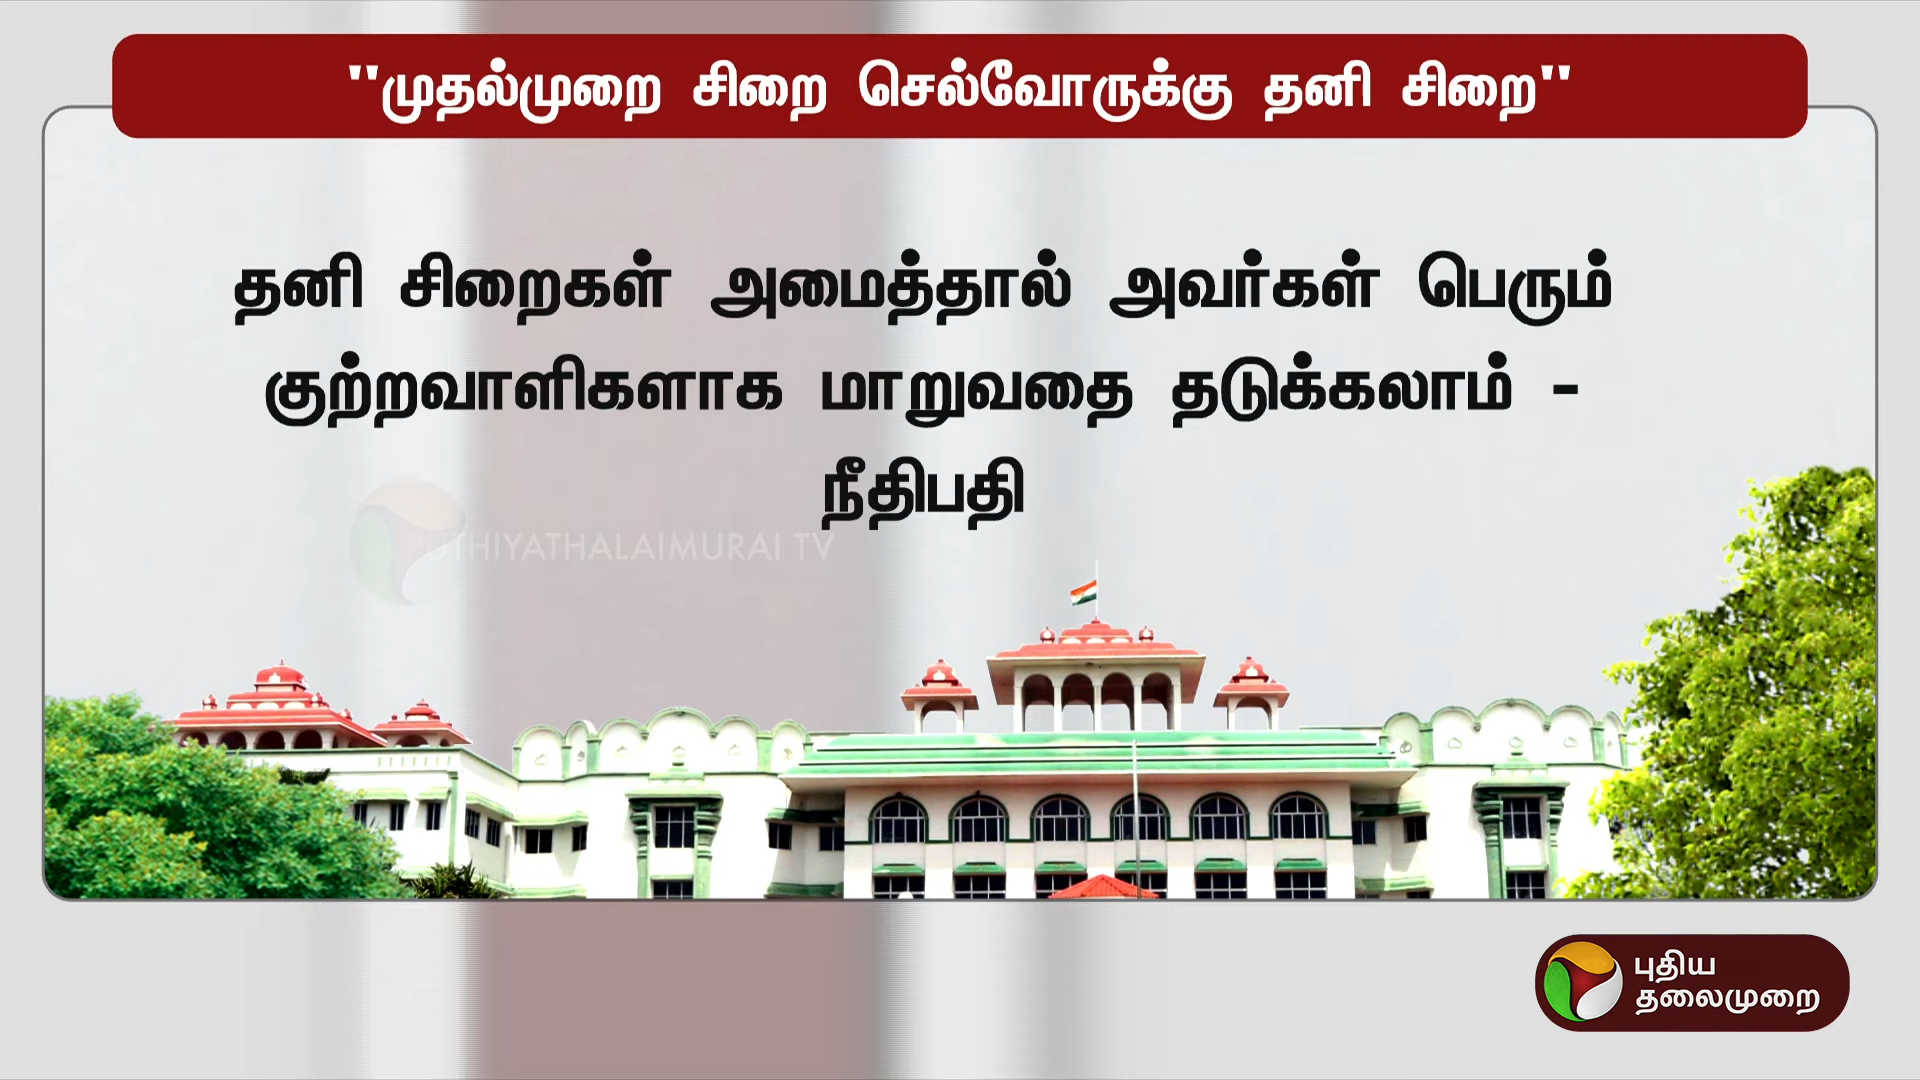 "முதல்முறை சிறை செல்வோருக்கு தனி சிறை"
தனி சிறைகள் அமைத்தால் அவர்கள் பெரும்
குற்றவாளிகளாக மாறுவதை தடுக்கலாம் -
நீதிபதி
PUTHIYATHALAIMURAI TV
புதிய
தலைமுறை